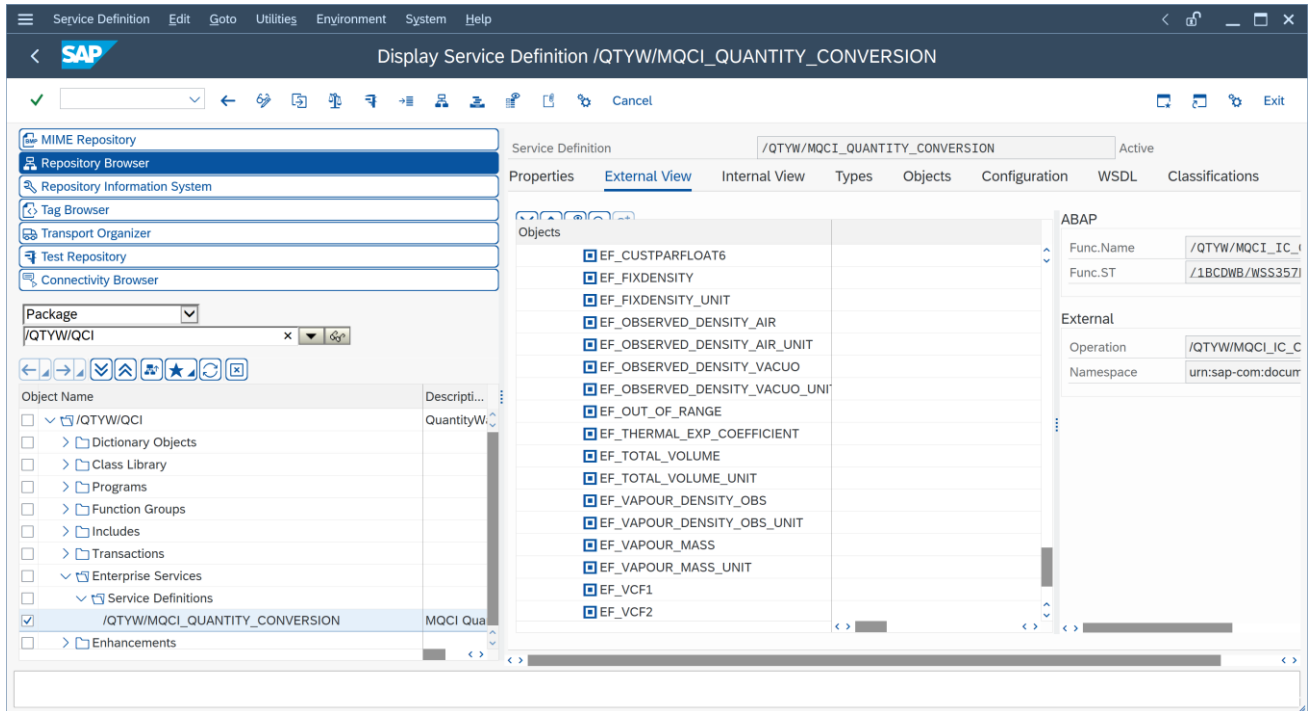 Service Definition Edit Goto Utilities Environment System Help
SAP
Display Service Definition /QTYW/MQCI_QUANTITY_CONVERSION
Cancel
Exit
MIME Repository
Repository Browser
Repository Information System
Tag Browser
Transport Organizer
Test Repository
Connectivity Browser
Package
/QTYW/QCI
Object Name Descripti...
/QTYW/QCI QuantityWa
Dictionary Objects
Class Library
Programs
Function Groups
Includes
Transactions
Enterprise Services
Service Definitions
/QTYW/MQCI_QUANTITY_CONVERSION MQCI Qua
Enhancements
Service Definition /QTYW/MQCI_QUANTITY_CONVERSION Active
Properties External View Internal View Types Objects Configuration WSDL Classifications
Objects
EF_CUSTPARFLOAT6
EF_FIXDENSITY
EF_FIXDENSITY_UNIT
EF_OBSERVED_DENSITY_AIR
EF_OBSERVED_DENSITY_AIR_UNIT
EF_OBSERVED_DENSITY_VACUO
EF_OBSERVED_DENSITY_VACUO_UNI
EF_OUT_OF_RANGE
EF_THERMAL_EXP_COEFFICIENT
EF_TOTAL_VOLUME
EF_TOTAL_VOLUME_UNIT
EF_VAPOUR_DENSITY_OBS
EF_VAPOUR_DENSITY_OBS_UNIT
EF_VAPOUR_MASS
EF_VAPOUR_MASS_UNIT
EF_VCF1
EF_VCF2
ABAP
Func.Name /QTYW/MQCI_IC_
Func.ST /1BCDWB/WSS357
External
Operation /QTYW/MQCI_IC_C
Namespace urn:sap-com:docum